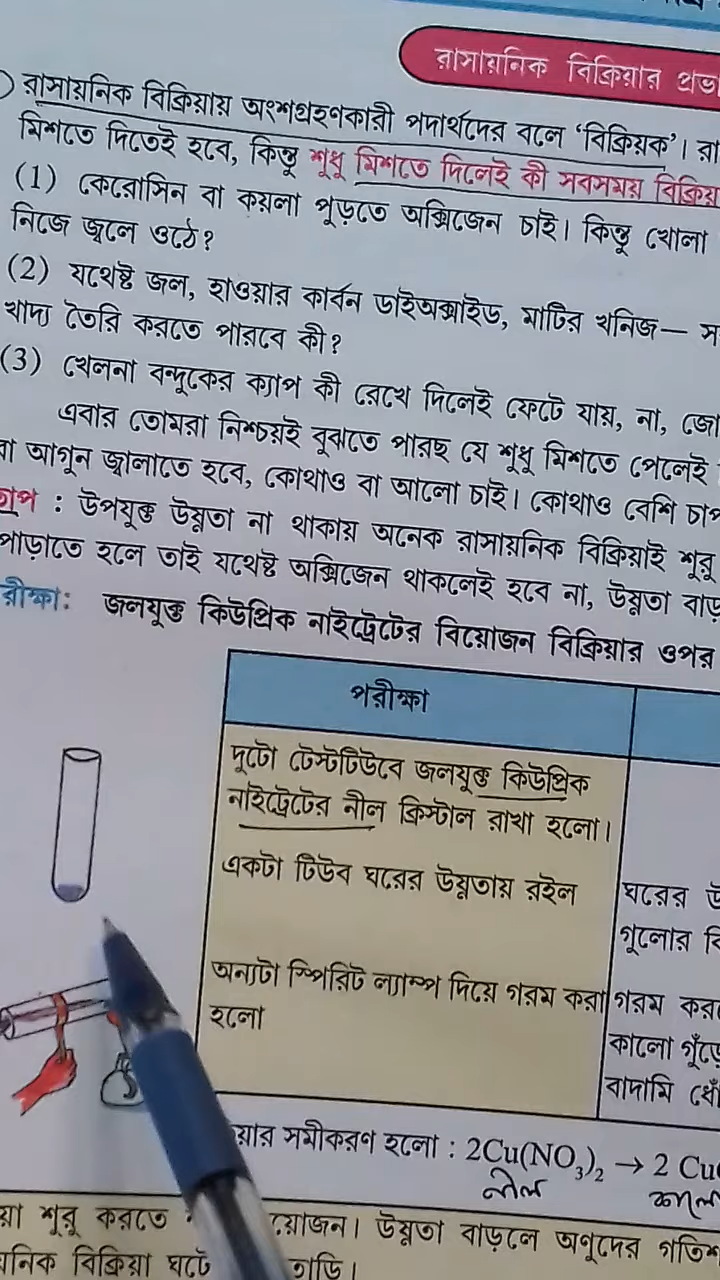 রাসায়নিক বিক্রিয়ার প্রভা
রাসায়নিক বিক্রিয়ায় অংশগ্রহণকারী পদার্থদের বলে ‘বিক্রিয়ক’। রা
মিশতে দিতেই হবে, কিন্তু শুধু মিশতে দিলেই কী সবসময় বিক্রিয়
(1) কেরোসিন বা কয়লা পুড়তে অক্সিজেন চাই। কিন্তু খোলা
নিজে জ্বলে ওঠে?
(2) যথেষ্ট জল, হাওয়ার কার্বন ডাইঅক্সাইড, মাটির খনিজ— স
খাদ্য তৈরি করতে পারবে কী?
(3) খেলনা বন্দুকের ক্যাপ কী রেখে দিলেই ফেটে যায়, না, জো
এবার তোমরা নিশ্চয়ই বুঝতে পারছ যে শুধু মিশতে পেলেই
বা আগুন জ্বালাতে হবে, কোথাও বা আলো চাই। কোথাও বেশি চাপ
তাপ : উপযুক্ত উষ্ণতা না থাকায় অনেক রাসায়নিক বিক্রিয়াই শুরু
পোড়াতে হলে তাই যথেষ্ট অক্সিজেন থাকলেই হবে না, উষ্ণতা বাড়
রীক্ষা: জলযুক্ত কিউপ্রিক নাইট্রেটের বিয়োজন বিক্রিয়ার ওপর
পরীক্ষা
দুটো টেস্টটিউবে জলযুক্ত কিউপ্রিক
নাইট্রেটের নীল ক্রিস্টাল রাখা হলো।
একটা টিউব ঘরের উষ্ণতায় রইল
ঘরের উ
গুলোর বি
অন্যটা স্পিরিট ল্যাম্প দিয়ে গরম করা
হলো
গরম কর
কালো গুঁড়ে
বাদামি ধোঁ
য়ার সমীকরণ হলো : 2Cu(NO₃)₂ → 2 Cu
নীল কালো
য়া শুরু করতে য়োজন। উষ্ণতা বাড়লে অণুদের গতিশ
য়নিক বিক্রিয়া ঘটে তাড়ি।